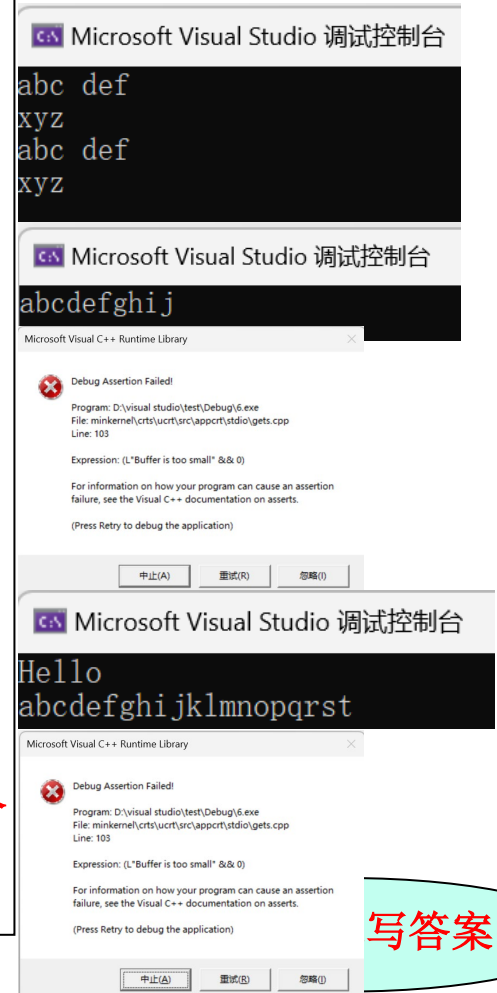 Microsoft Visual Studio 调试控制台
abc def
xyz
abc def
xyz
Microsoft Visual Studio 调试控制台
abcdefghij
Microsoft Visual C++ Runtime Library
Debug Assertion Failed!
Program: D:\visual studio\test\Debug\6.exe
File: minkernel\crts\ucrt\src\appcrt\stdio\gets.cpp
Line: 103
Expression: (L"Buffer is too small" && 0)
For information on how your program can cause an assertion
failure, see the Visual C++ documentation on asserts.
(Press Retry to debug the application)
中止(A) 重试(R) 忽略(I)
Microsoft Visual Studio 调试控制台
Hello
abcdefghijklmnopqrst
Microsoft Visual C++ Runtime Library
Debug Assertion Failed!
Program: D:\visual studio\test\Debug\6.exe
File: minkernel\crts\ucrt\src\appcrt\stdio\gets.cpp
Line: 103
Expression: (L"Buffer is too small" && 0)
For information on how your program can cause an assertion
failure, see the Visual C++ documentation on asserts.
(Press Retry to debug the application)
写答案
中止(A) 重试(R) 忽略(I)